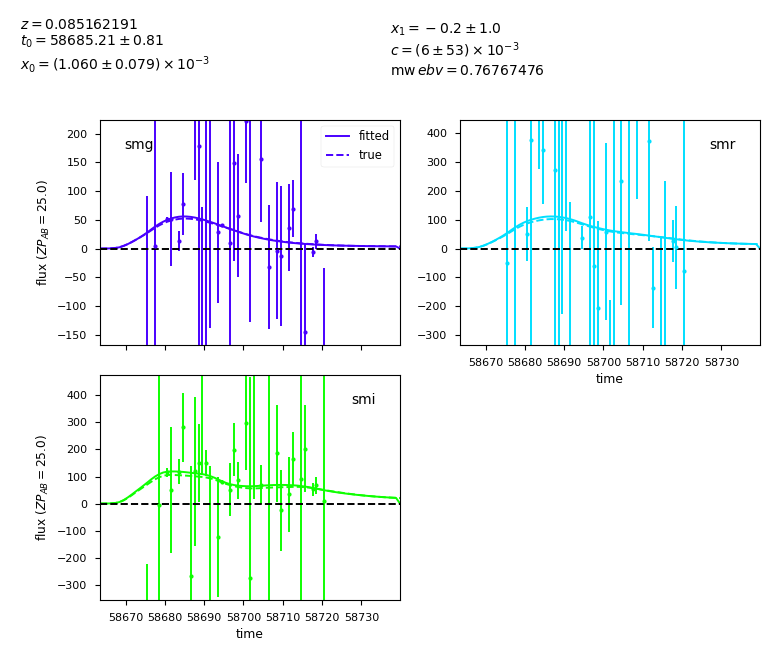 z = 0.085162191
t₀ = 58685.21 ± 0.81
x₀ = (1.060 ± 0.079) × 10⁻³
x₁ = −0.2 ± 1.0
c = (6 ± 53) × 10⁻³
mw ebv = 0.76767476
smg
fitted
true
200
150
100
50
0
−50
−100
−150
flux (ZP_AB = 25.0)
smr
400
300
200
100
0
−100
−200
−300
58670 58680 58690 58700 58710 58720 58730
time
smi
400
300
200
100
0
−100
−200
−300
flux (ZP_AB = 25.0)
58670 58680 58690 58700 58710 58720 58730
time